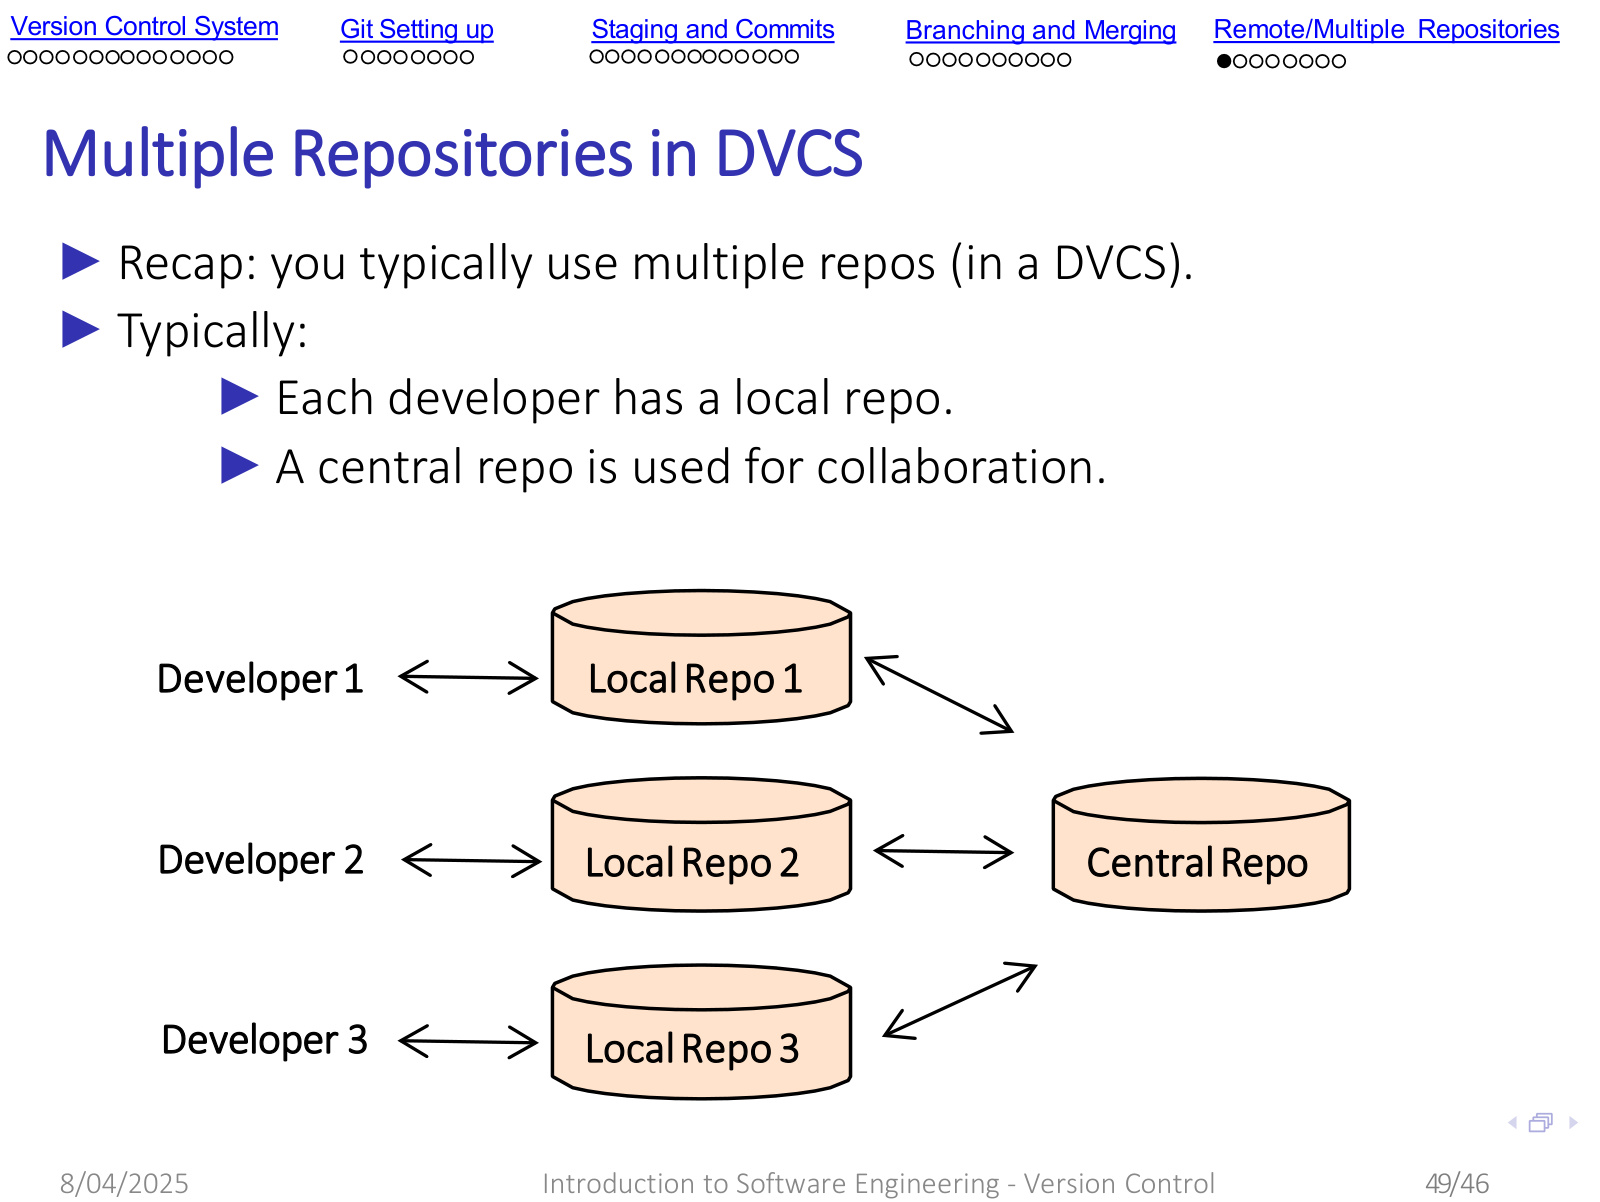 Version Control System Git Setting up Staging and Commits Branching and Merging Remote/Multiple Repositories
Multiple Repositories in DVCS
Recap: you typically use multiple repos (in a DVCS).
Typically:
Each developer has a local repo.
A central repo is used for collaboration.
Developer 1 Local Repo 1
Developer 2 Local Repo 2 Central Repo
Developer 3 Local Repo 3
8/04/2025 Introduction to Software Engineering - Version Control 49/46